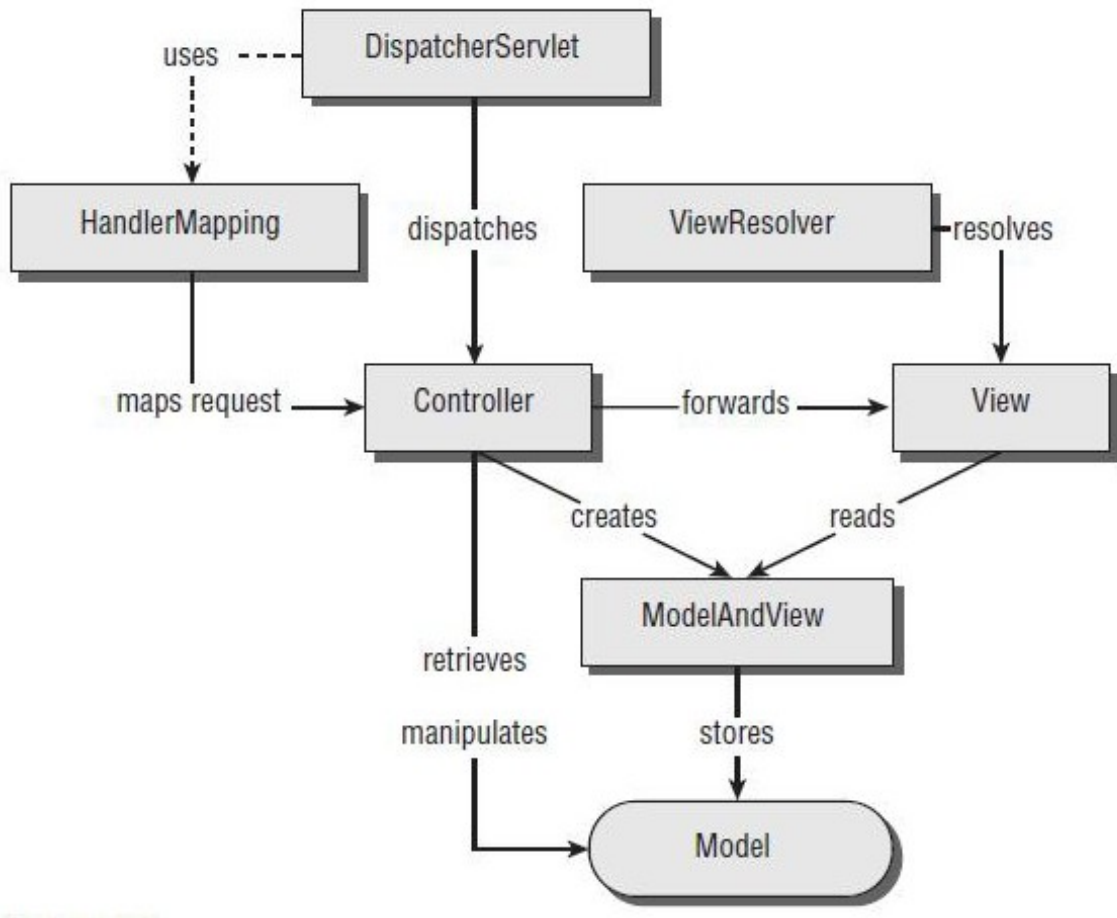 DispatcherServlet
uses
HandlerMapping
dispatches
ViewResolver
resolves
maps request
Controller
forwards
View
creates
reads
ModelAndView
retrieves
manipulates
stores
Model